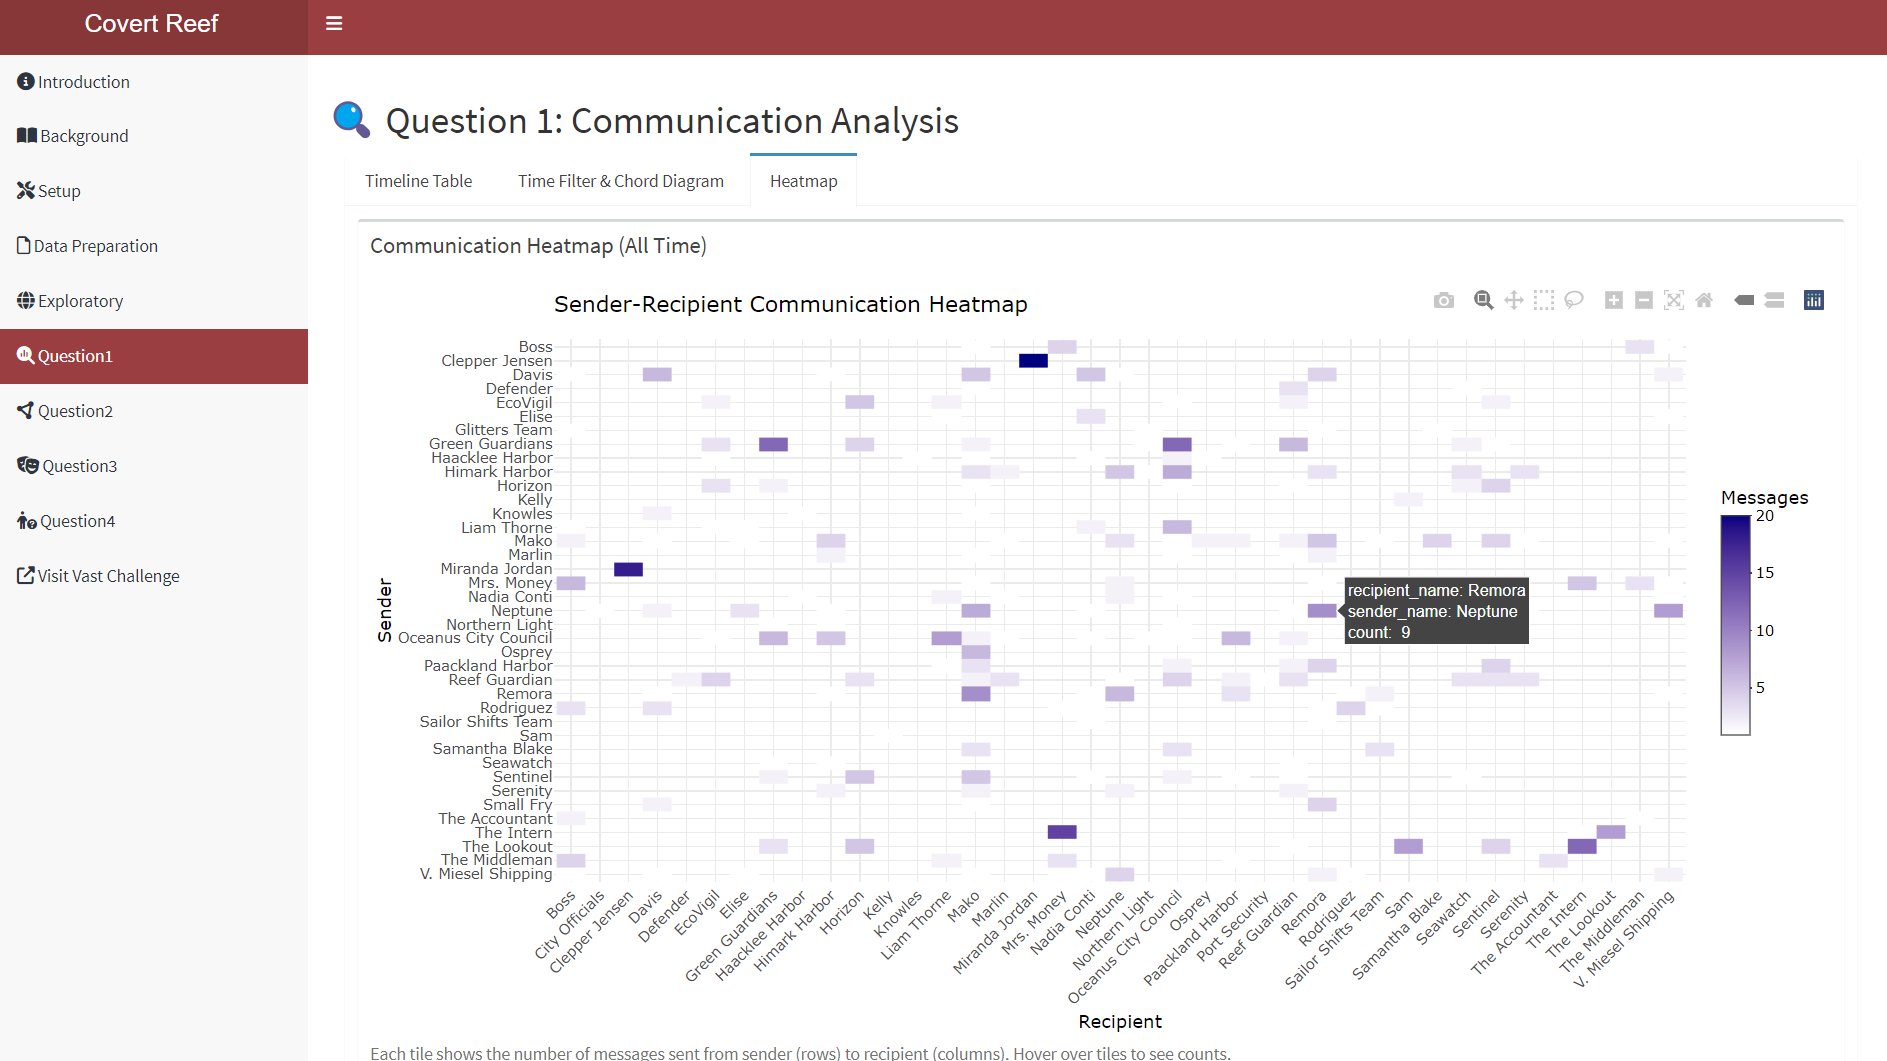 Covert Reef
Introduction
Background
Setup
Data Preparation
Exploratory
Question1
Question2
Question3
Question4
Visit Vast Challenge
Question 1: Communication Analysis
Timeline Table
Time Filter & Chord Diagram
Heatmap
Communication Heatmap (All Time)
Sender-Recipient Communication Heatmap
Sender
Boss
Clepper Jensen
Davis
Defender
EcoVigil
Elise
Glitters Team
Green Guardians
Haacklee Harbor
Himark Harbor
Horizon
Kelly
Knowles
Liam Thorne
Mako
Marlin
Miranda Jordan
Mrs. Money
Nadia Conti
Neptune
Northern Light
Oceanus City Council
Osprey
Paackland Harbor
Reef Guardian
Remora
Rodriguez
Sailor Shifts Team
Sam
Samantha Blake
Seawatch
Sentinel
Serenity
Small Fry
The Accountant
The Intern
The Lookout
The Middleman
V. Miesel Shipping
recipient_name: Remora
sender_name: Neptune
count: 9
Messages
20
15
10
5
Boss
City Officials
Clepper Jensen
Davis
Defender
EcoVigil
Elise
Green Guardians
Haacklee Harbor
Himark Harbor
Horizon
Kelly
Knowles
Liam Thorne
Mako
Marlin
Miranda Jordan
Mrs. Money
Nadia Conti
Neptune
Northern Light
Oceanus City Council
Osprey
Paackland Harbor
Port Security
Reef Guardian
Remora
Rodriguez
Sailor Shifts Team
Sam
Samantha Blake
Seawatch
Sentinel
Serenity
The Accountant
The Intern
The Lookout
The Middleman
V. Miesel Shipping
Recipient
Each tile shows the number of messages sent from sender (rows) to recipient (columns). Hover over tiles to see counts.